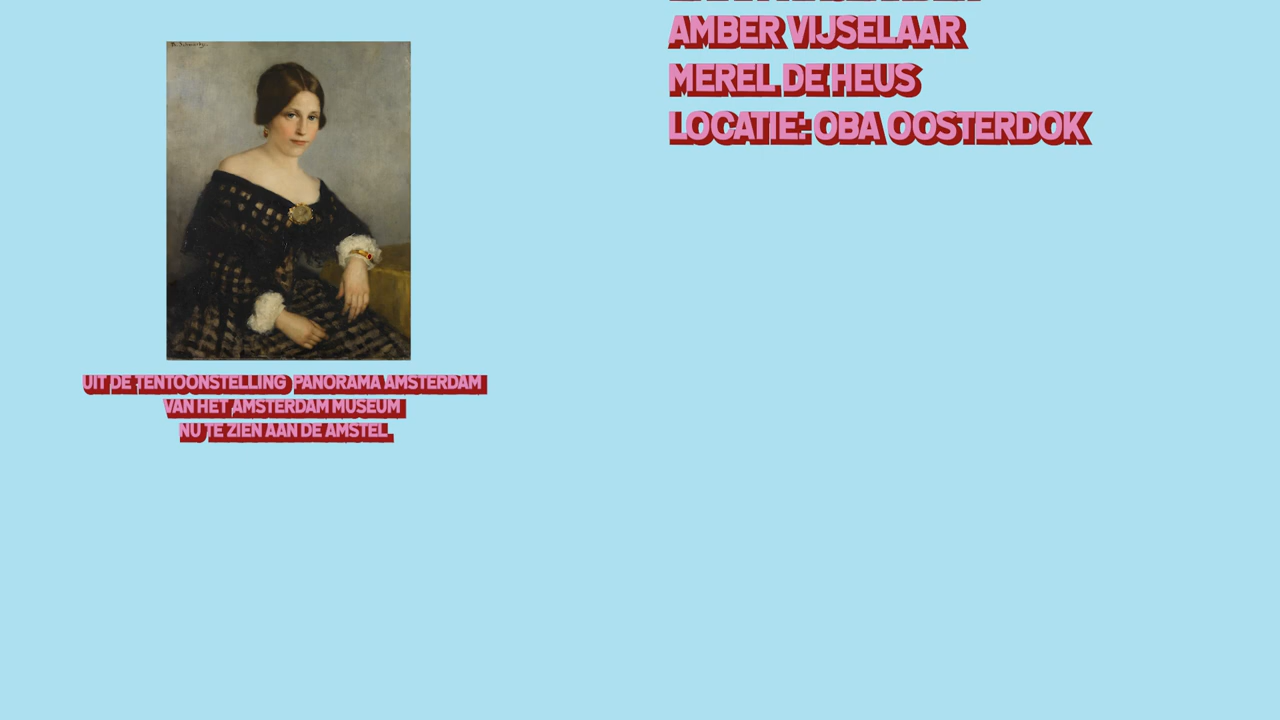 AMBER VIJSELAAR
MEREL DE HEUS
LOCATIE: OBA OOSTERDOK
UIT DE TENTOONSTELLING PANORAMA AMSTERDAM
VAN HET AMSTERDAM MUSEUM
NU TE ZIEN AAN DE AMSTEL